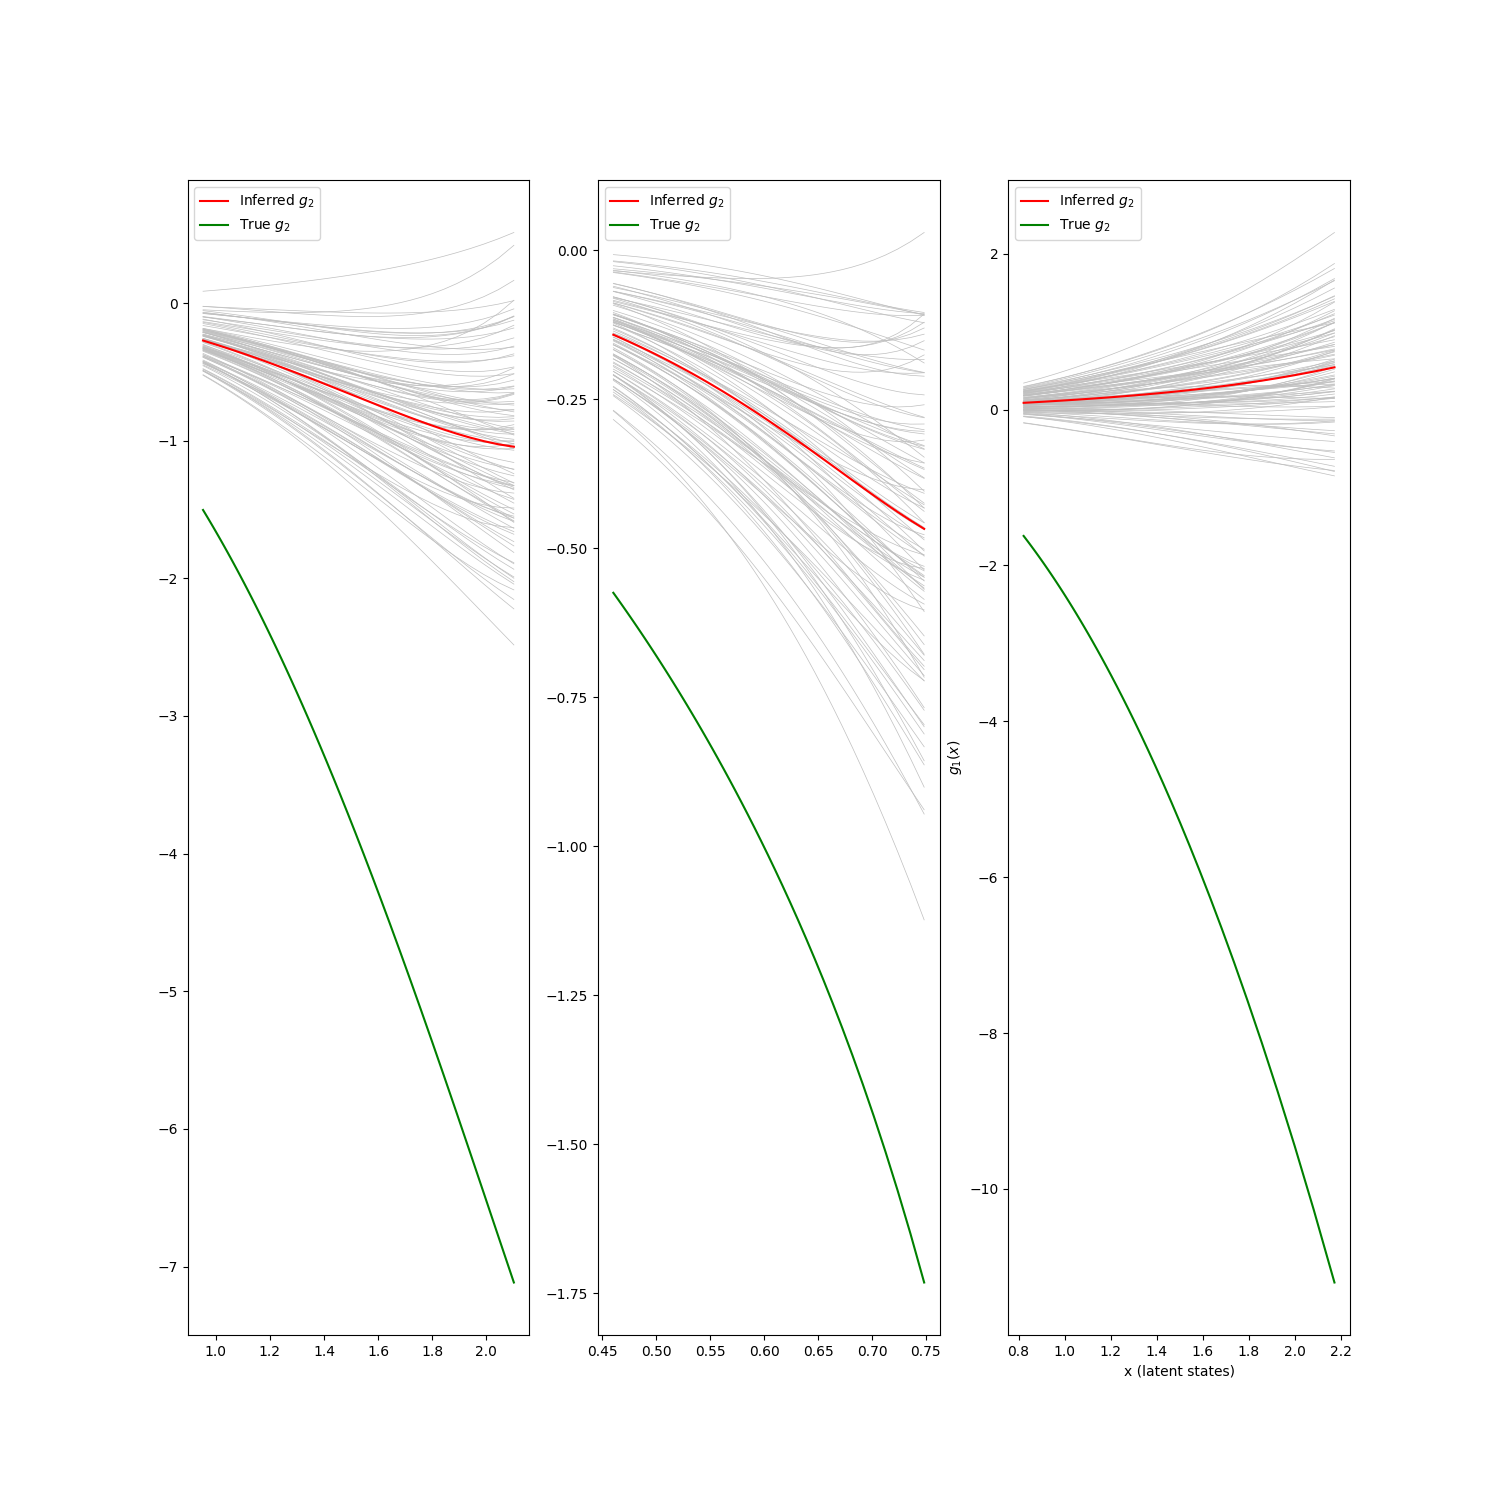 Inferred g₂
True g₂
0
−1
−2
−3
−4
−5
−6
−7
1.0 1.2 1.4 1.6 1.8 2.0
Inferred g₂
True g₂
0.00
−0.25
−0.50
−0.75
−1.00
−1.25
−1.50
−1.75
0.45 0.50 0.55 0.60 0.65 0.70 0.75
Inferred g₂
True g₂
g₁(x)
2
0
−2
−4
−6
−8
−10
0.8 1.0 1.2 1.4 1.6 1.8 2.0 2.2
x (latent states)